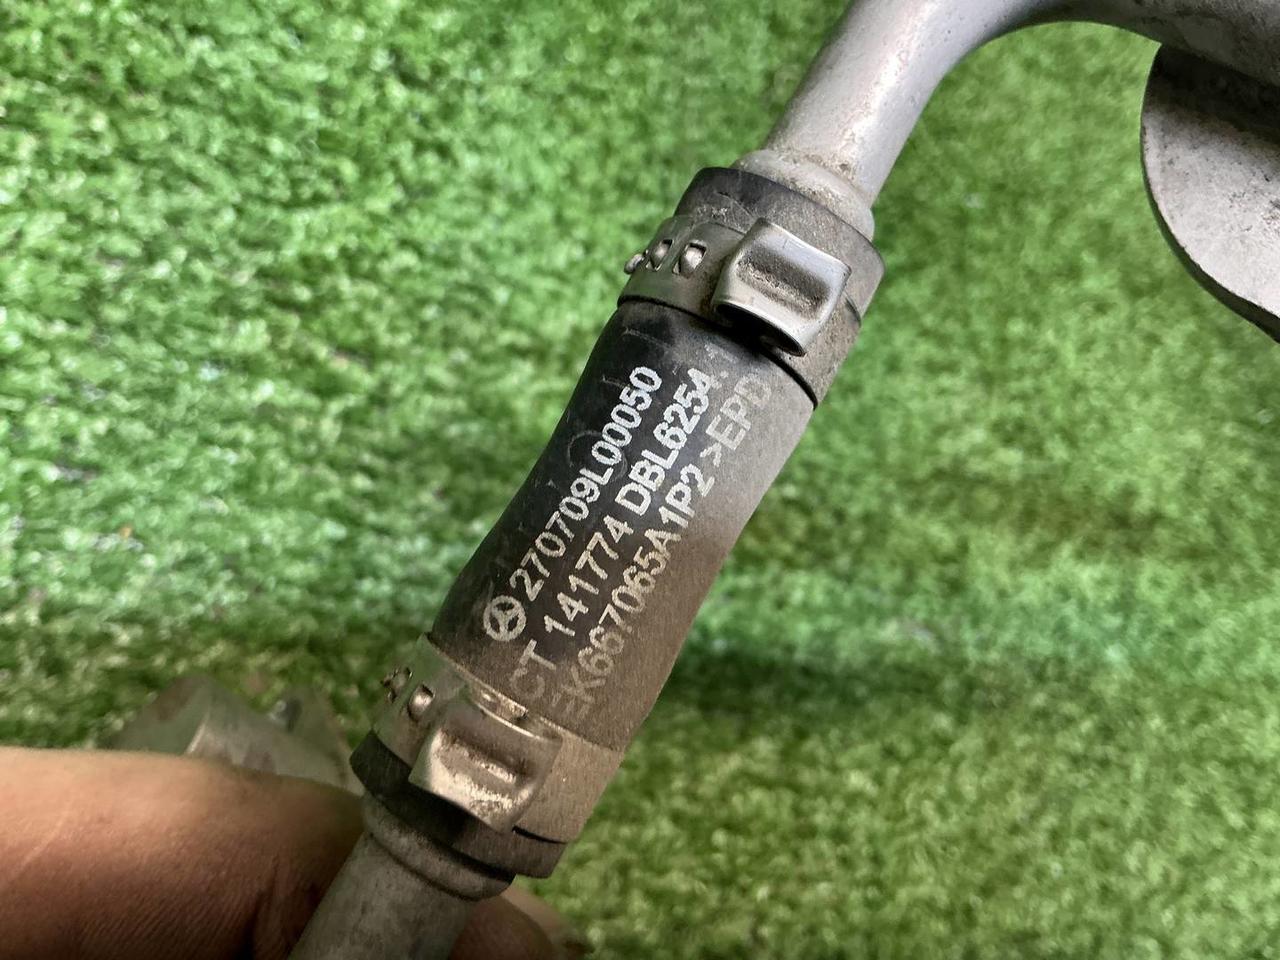 270709L00050
CT 141774 DBL6254.
EK667065A1P2 >EPD